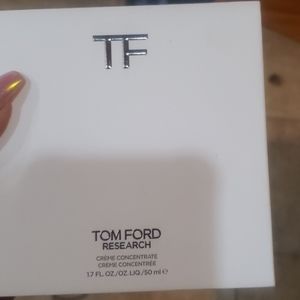 TF
TOM FORD
RESEARCH
CRÈME CONCENTRATE
CRÈME CONCENTRÉE
1.7 FL. OZ./OZ. LIQ./50 ml ℮